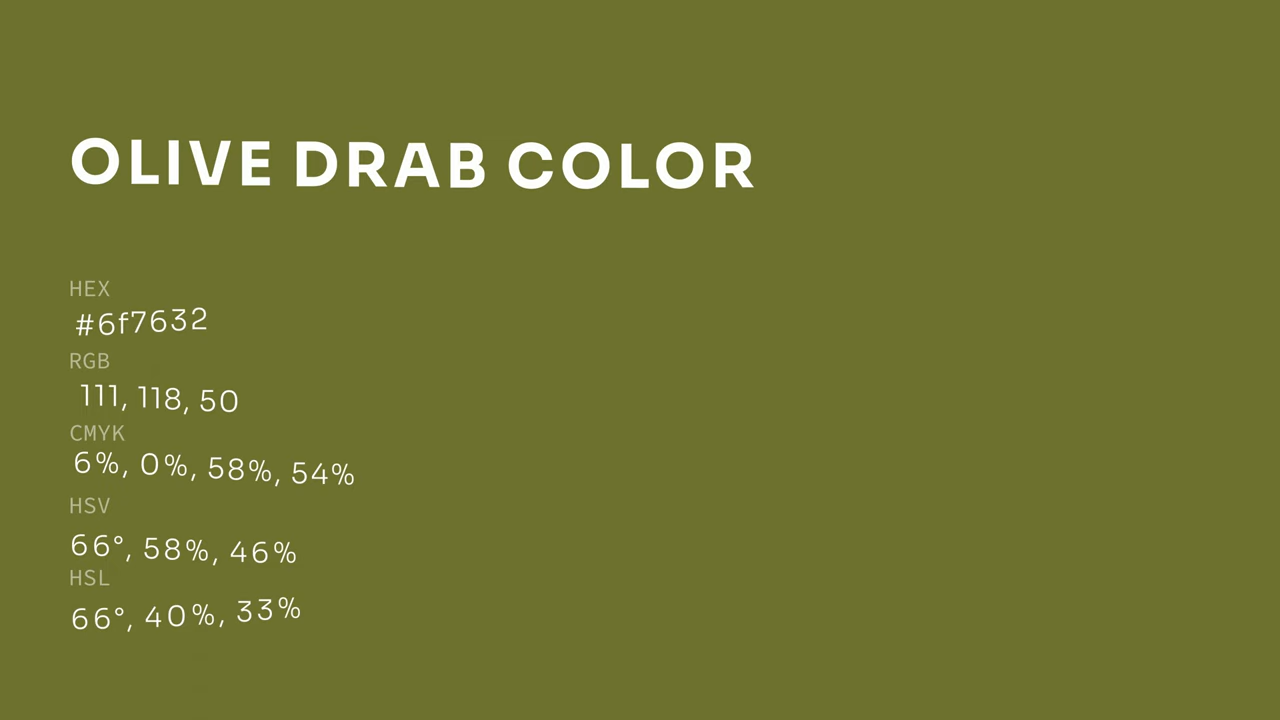 OLIVE DRAB COLOR
HEX
#6f7632
RGB
111, 118, 50
CMYK
6%, 0%, 58%, 54%
HSV
66°, 58%, 46%
HSL
66°, 40%, 33%